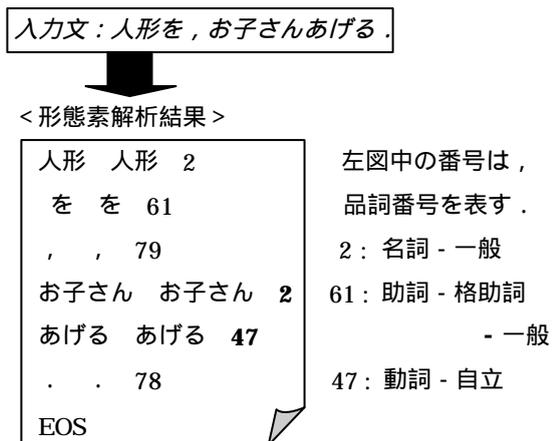 入力文：人形を，お子さんあげる．
<形態素解析結果>
人形　人形　2
を　を　61
，　，　79
お子さん　お子さん　2
あげる　あげる　47
．　．　78
EOS
左図中の番号は，
品詞番号を表す．
2：名詞 - 一般
61：助詞 - 格助詞
- 一般
47：動詞 - 自立